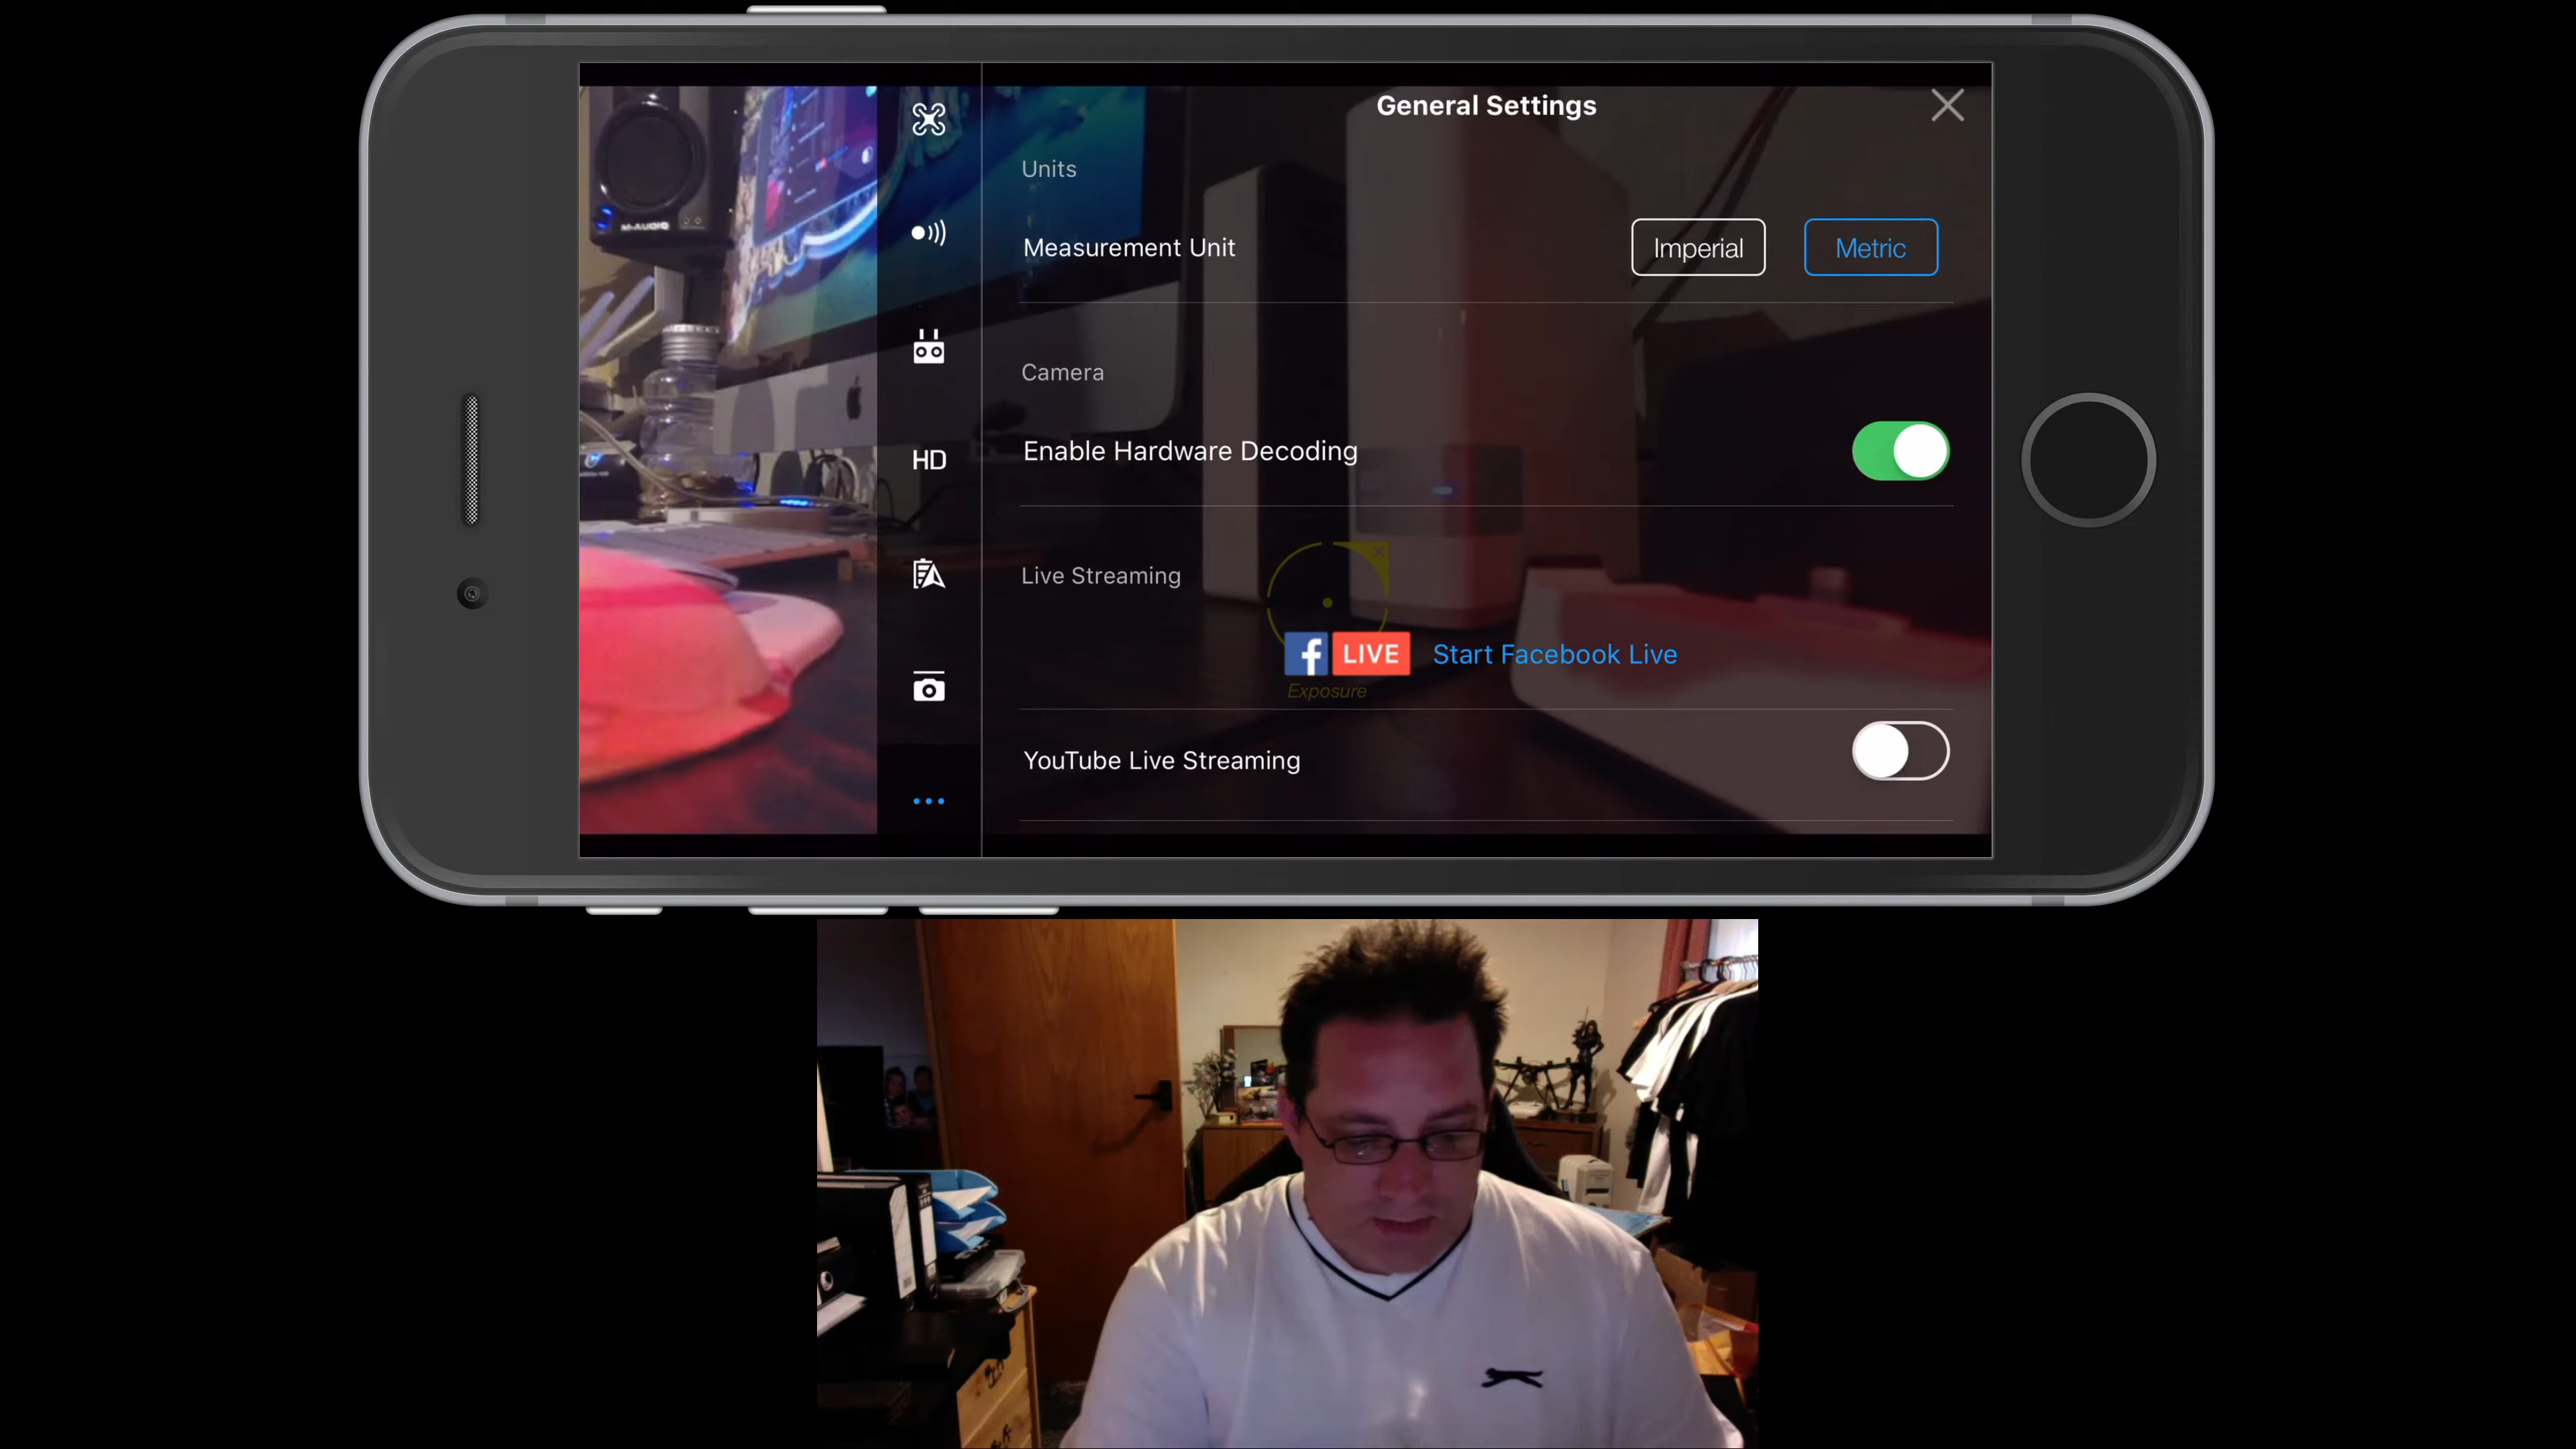 General Settings
Units
Measurement Unit
Imperial
Metric
Camera
HD
Enable Hardware Decoding
Live Streaming
f LIVE Start Facebook Live
Exposure
YouTube Live Streaming
M-AUDIO